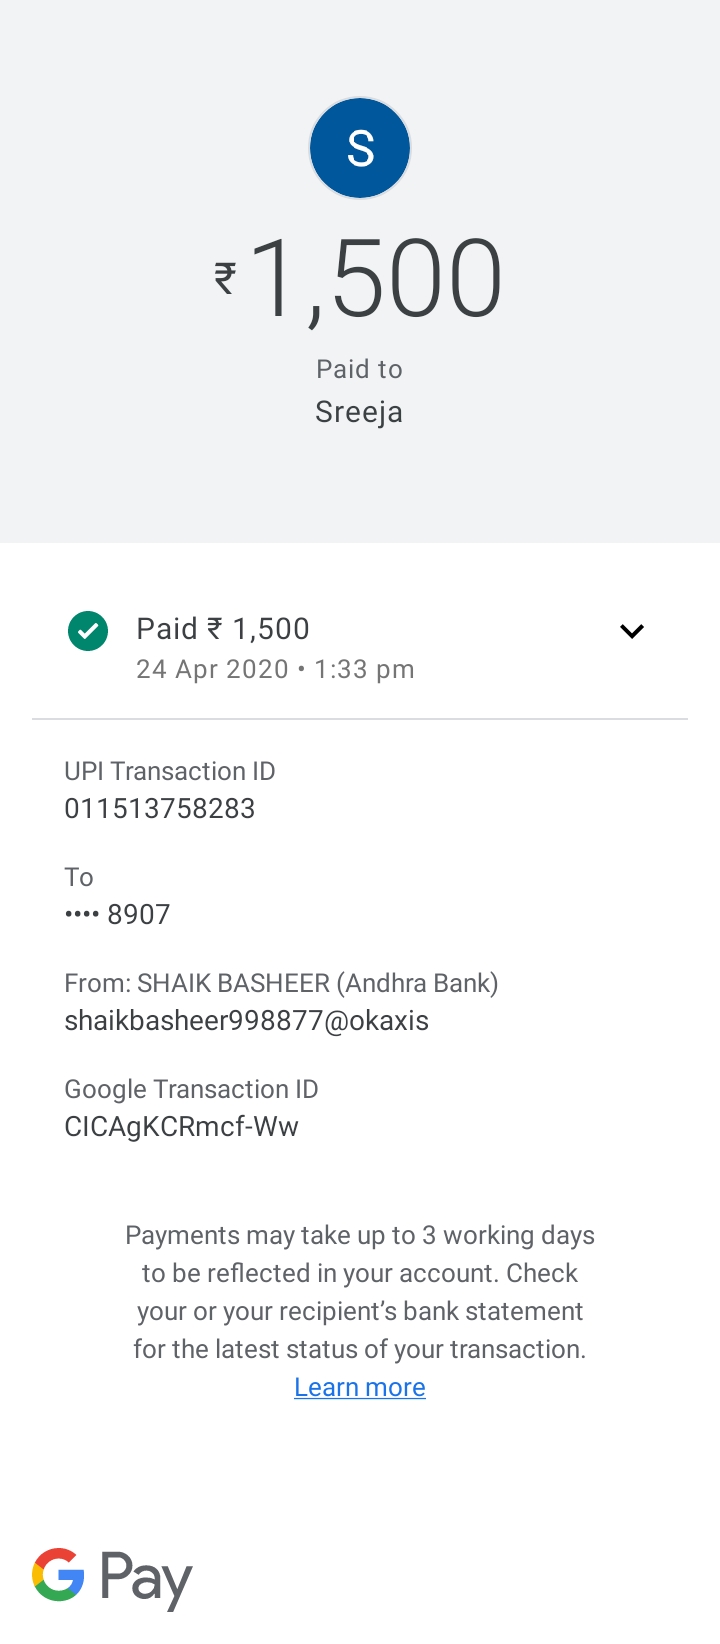 S
₹1,500
Paid to
Sreeja
Paid ₹ 1,500
24 Apr 2020 • 1:33 pm
UPI Transaction ID
011513758283
To
•••• 8907
From: SHAIK BASHEER (Andhra Bank)
shaikbasheer998877@okaxis
Google Transaction ID
CICAgKCRmcf-Ww
Payments may take up to 3 working days
to be reflected in your account. Check
your or your recipient’s bank statement
for the latest status of your transaction.
Learn more
G Pay